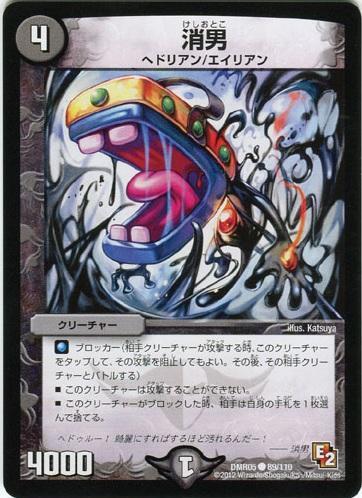 4
けしおとこ
消男
ヘドリアン/エイリアン
illus. Katsuya
クリーチャー
ブロッカー(相手クリーチャーが攻撃する時、このクリーチャー
をタップして、その攻撃を阻止してもよい。その後、その相手クリー
チャーとバトルする)
■ このクリーチャーは攻撃することができない。
■ このクリーチャーが破壊された時、相手は自身の手札を1枚選
んで捨てる。
ヘドゥルー! 綺麗にすればするほど汚れるんだー!
—— 消男
4000
DMR05 89/110
E2
©2012 Wizards/Shogakukan/Mitsui-Kids